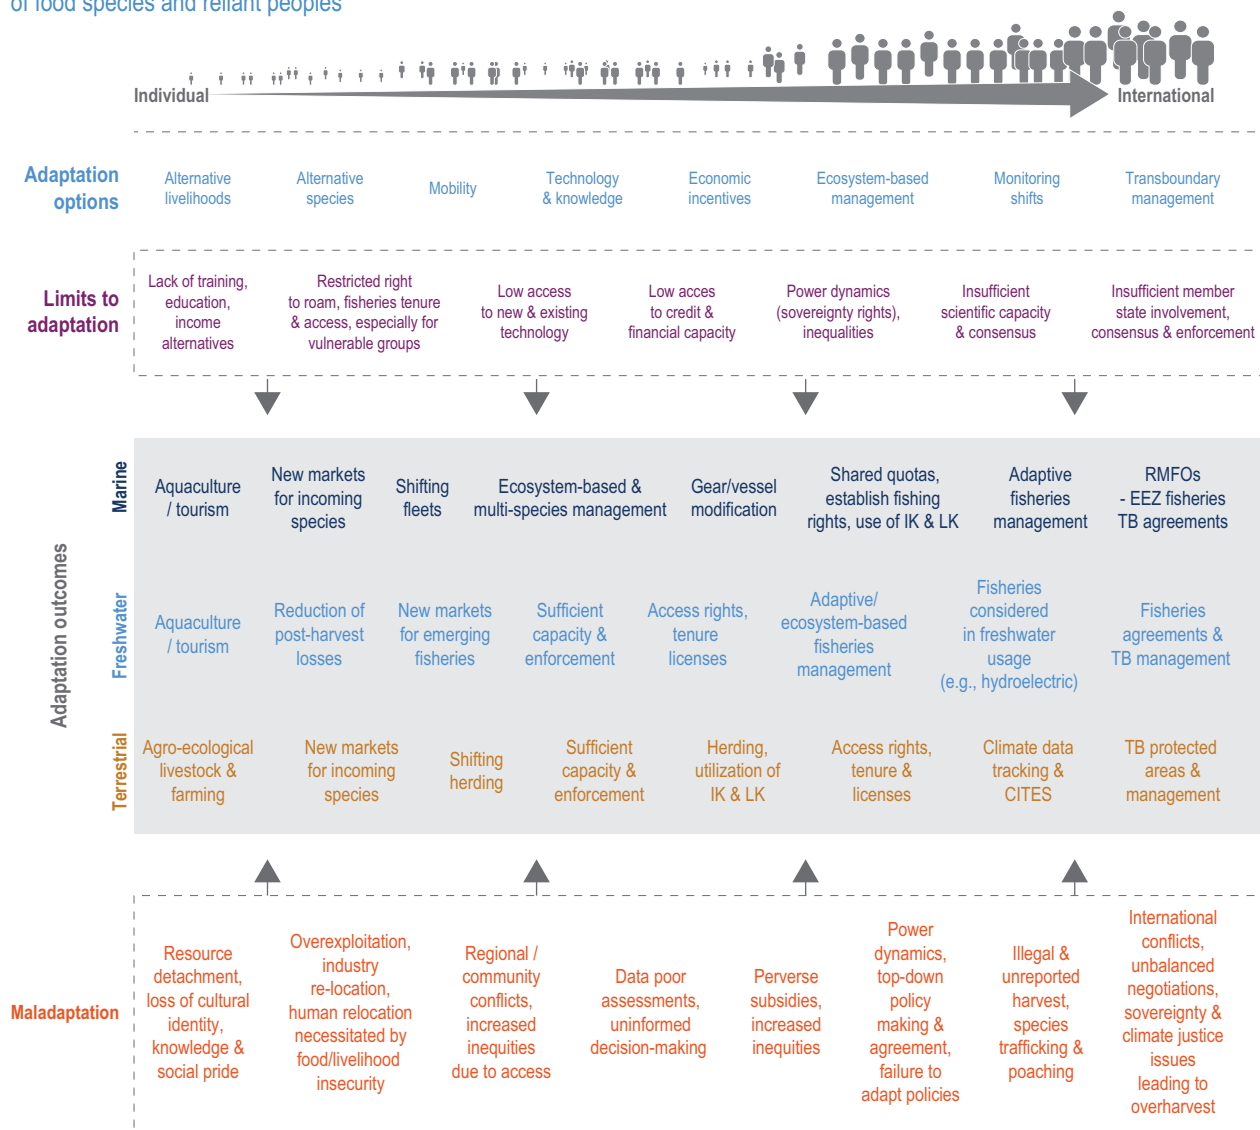 of food species and reliant peoples
Individual
International
Adaptation
options
Alternative
livelihoods
Alternative
species
Mobility
Technology
& knowledge
Economic
incentives
Ecosystem-based
management
Monitoring
shifts
Transboundary
management
Limits to
adaptation
Lack of training,
education,
income
alternatives
Restricted right
to roam, fisheries tenure
& access, especially for
vulnerable groups
Low access
to new & existing
technology
Low acces
to credit &
financial capacity
Power dynamics
(sovereignty rights),
inequalities
Insufficient
scientific capacity
& consensus
Insufficient member
state involvement,
consensus & enforcement
Adaptation outcomes
Marine
Aquaculture
/ tourism
New markets
for incoming
species
Shifting
fleets
Ecosystem-based &
multi-species management
Gear/vessel
modification
Shared quotas,
establish fishing
rights, use of IK & LK
Adaptive
fisheries
management
RMFOs
- EEZ fisheries
TB agreements
Freshwater
Aquaculture
/ tourism
Reduction of
post-harvest
losses
New markets
for emerging
fisheries
Sufficient
capacity &
enforcement
Access rights,
tenure
licenses
Adaptive/
ecosystem-based
fisheries
management
Fisheries
considered
in freshwater
usage
(e.g., hydroelectric)
Fisheries
agreements &
TB management
Terrestrial
Agro-ecological
livestock &
farming
New markets
for incoming
species
Shifting
herding
Sufficient
capacity &
enforcement
Herding,
utilization of
IK & LK
Access rights,
tenure &
licenses
Climate data
tracking &
CITES
TB protected
areas &
management
Maladaptation
Resource
detachment,
loss of cultural
identity,
knowledge &
social pride
Overexploitation,
industry
re-location,
human relocation
necessitated by
food/livelihood
insecurity
Regional /
community
conflicts,
increased
inequities
due to access
Data poor
assessments,
uninformed
decision-making
Perverse
subsidies,
increased
inequities
Power
dynamics,
top-down
policy
making &
agreement,
failure to
adapt policies
Illegal &
unreported
harvest,
species
trafficking &
poaching
International
conflicts,
unbalanced
negotiations,
sovereignty &
climate justice
issues
leading to
overharvest